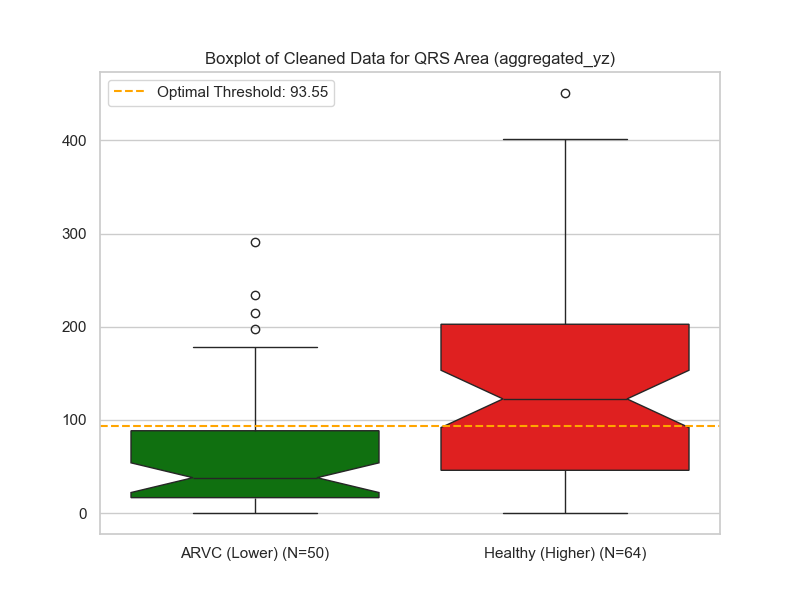 Boxplot of Cleaned Data for QRS Area (aggregated_yz)
Optimal Threshold: 93.55
400
300
200
100
0
ARVC (Lower) (N=50)
Healthy (Higher) (N=64)